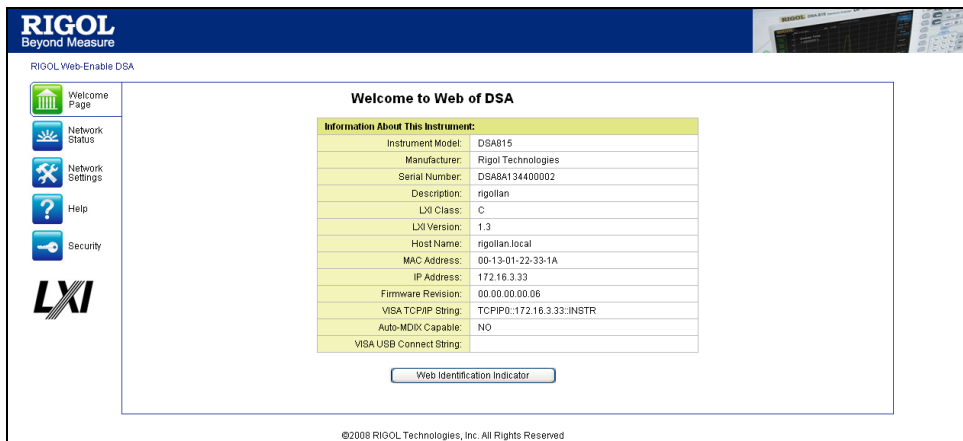 RIGOL
Beyond Measure
RIGOL DSA 815
RIGOL Web-Enable DSA
Welcome Page
Network Status
Network Settings
Help
Security
LXI
Welcome to Web of DSA
Information About This Instrument:
Instrument Model: DSA815
Manufacturer: Rigol Technologies
Serial Number: DSA8A134400002
Description: rigollan
LXI Class: C
LXI Version: 1.3
Host Name: rigollan.local
MAC Address: 00-13-01-22-33-1A
IP Address: 172.16.3.33
Firmware Revision: 00.00.00.00.06
VISA TCP/IP String: TCPIP0::172.16.3.33::INSTR
Auto-MDIX Capable: NO
VISA USB Connect String:
Web Identification Indicator
©2008 RIGOL Technologies, Inc. All Rights Reserved